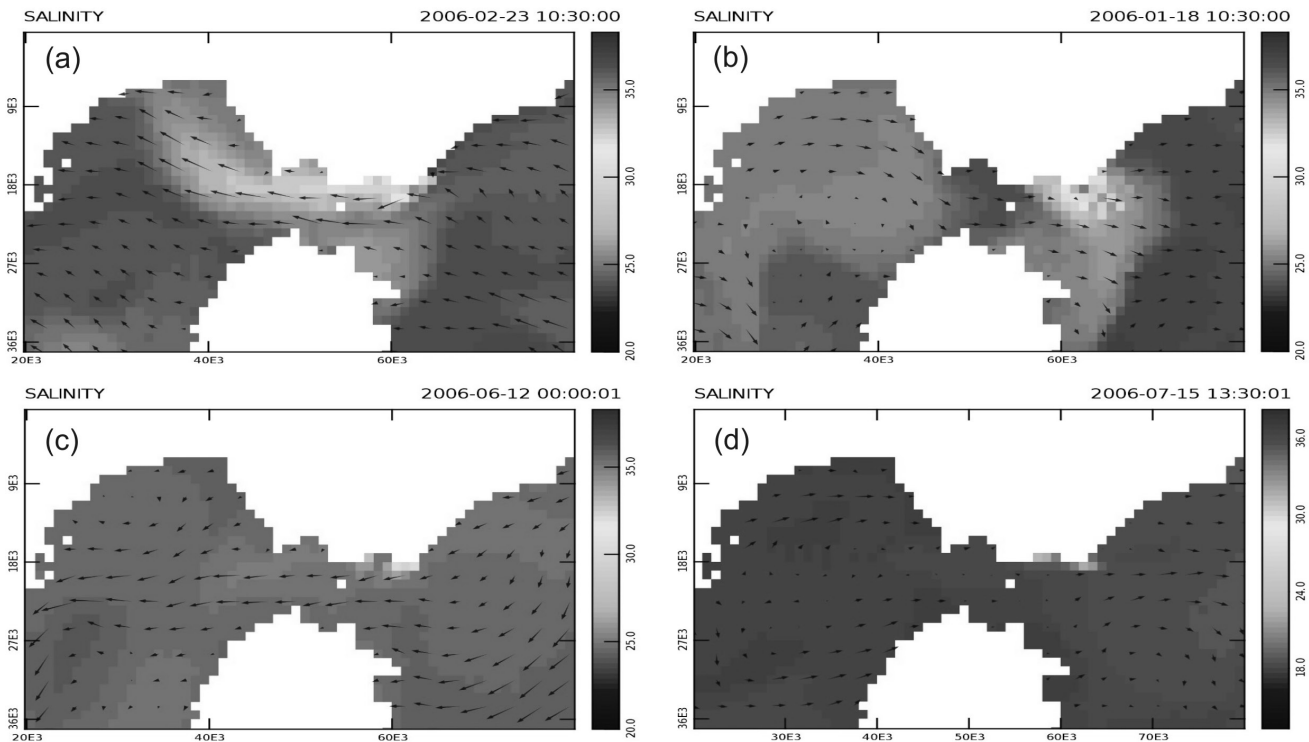 SALINITY 2006-02-23 10:30:00
(a)
9E3
18E3
27E3
36E3
20E3 40E3 60E3
35.0
30.0
25.0
20.0
SALINITY 2006-01-18 10:30:00
(b)
9E3
18E3
27E3
36E3
20E3 40E3 60E3
35.0
30.0
25.0
20.0
SALINITY 2006-06-12 00:00:01
(c)
9E3
18E3
27E3
36E3
20E3 40E3 60E3
35.0
30.0
25.0
20.0
SALINITY 2006-07-15 13:30:01
(d)
9E3
18E3
27E3
36E3
30E3 40E3 50E3 60E3 70E3
36.0
30.0
24.0
18.0